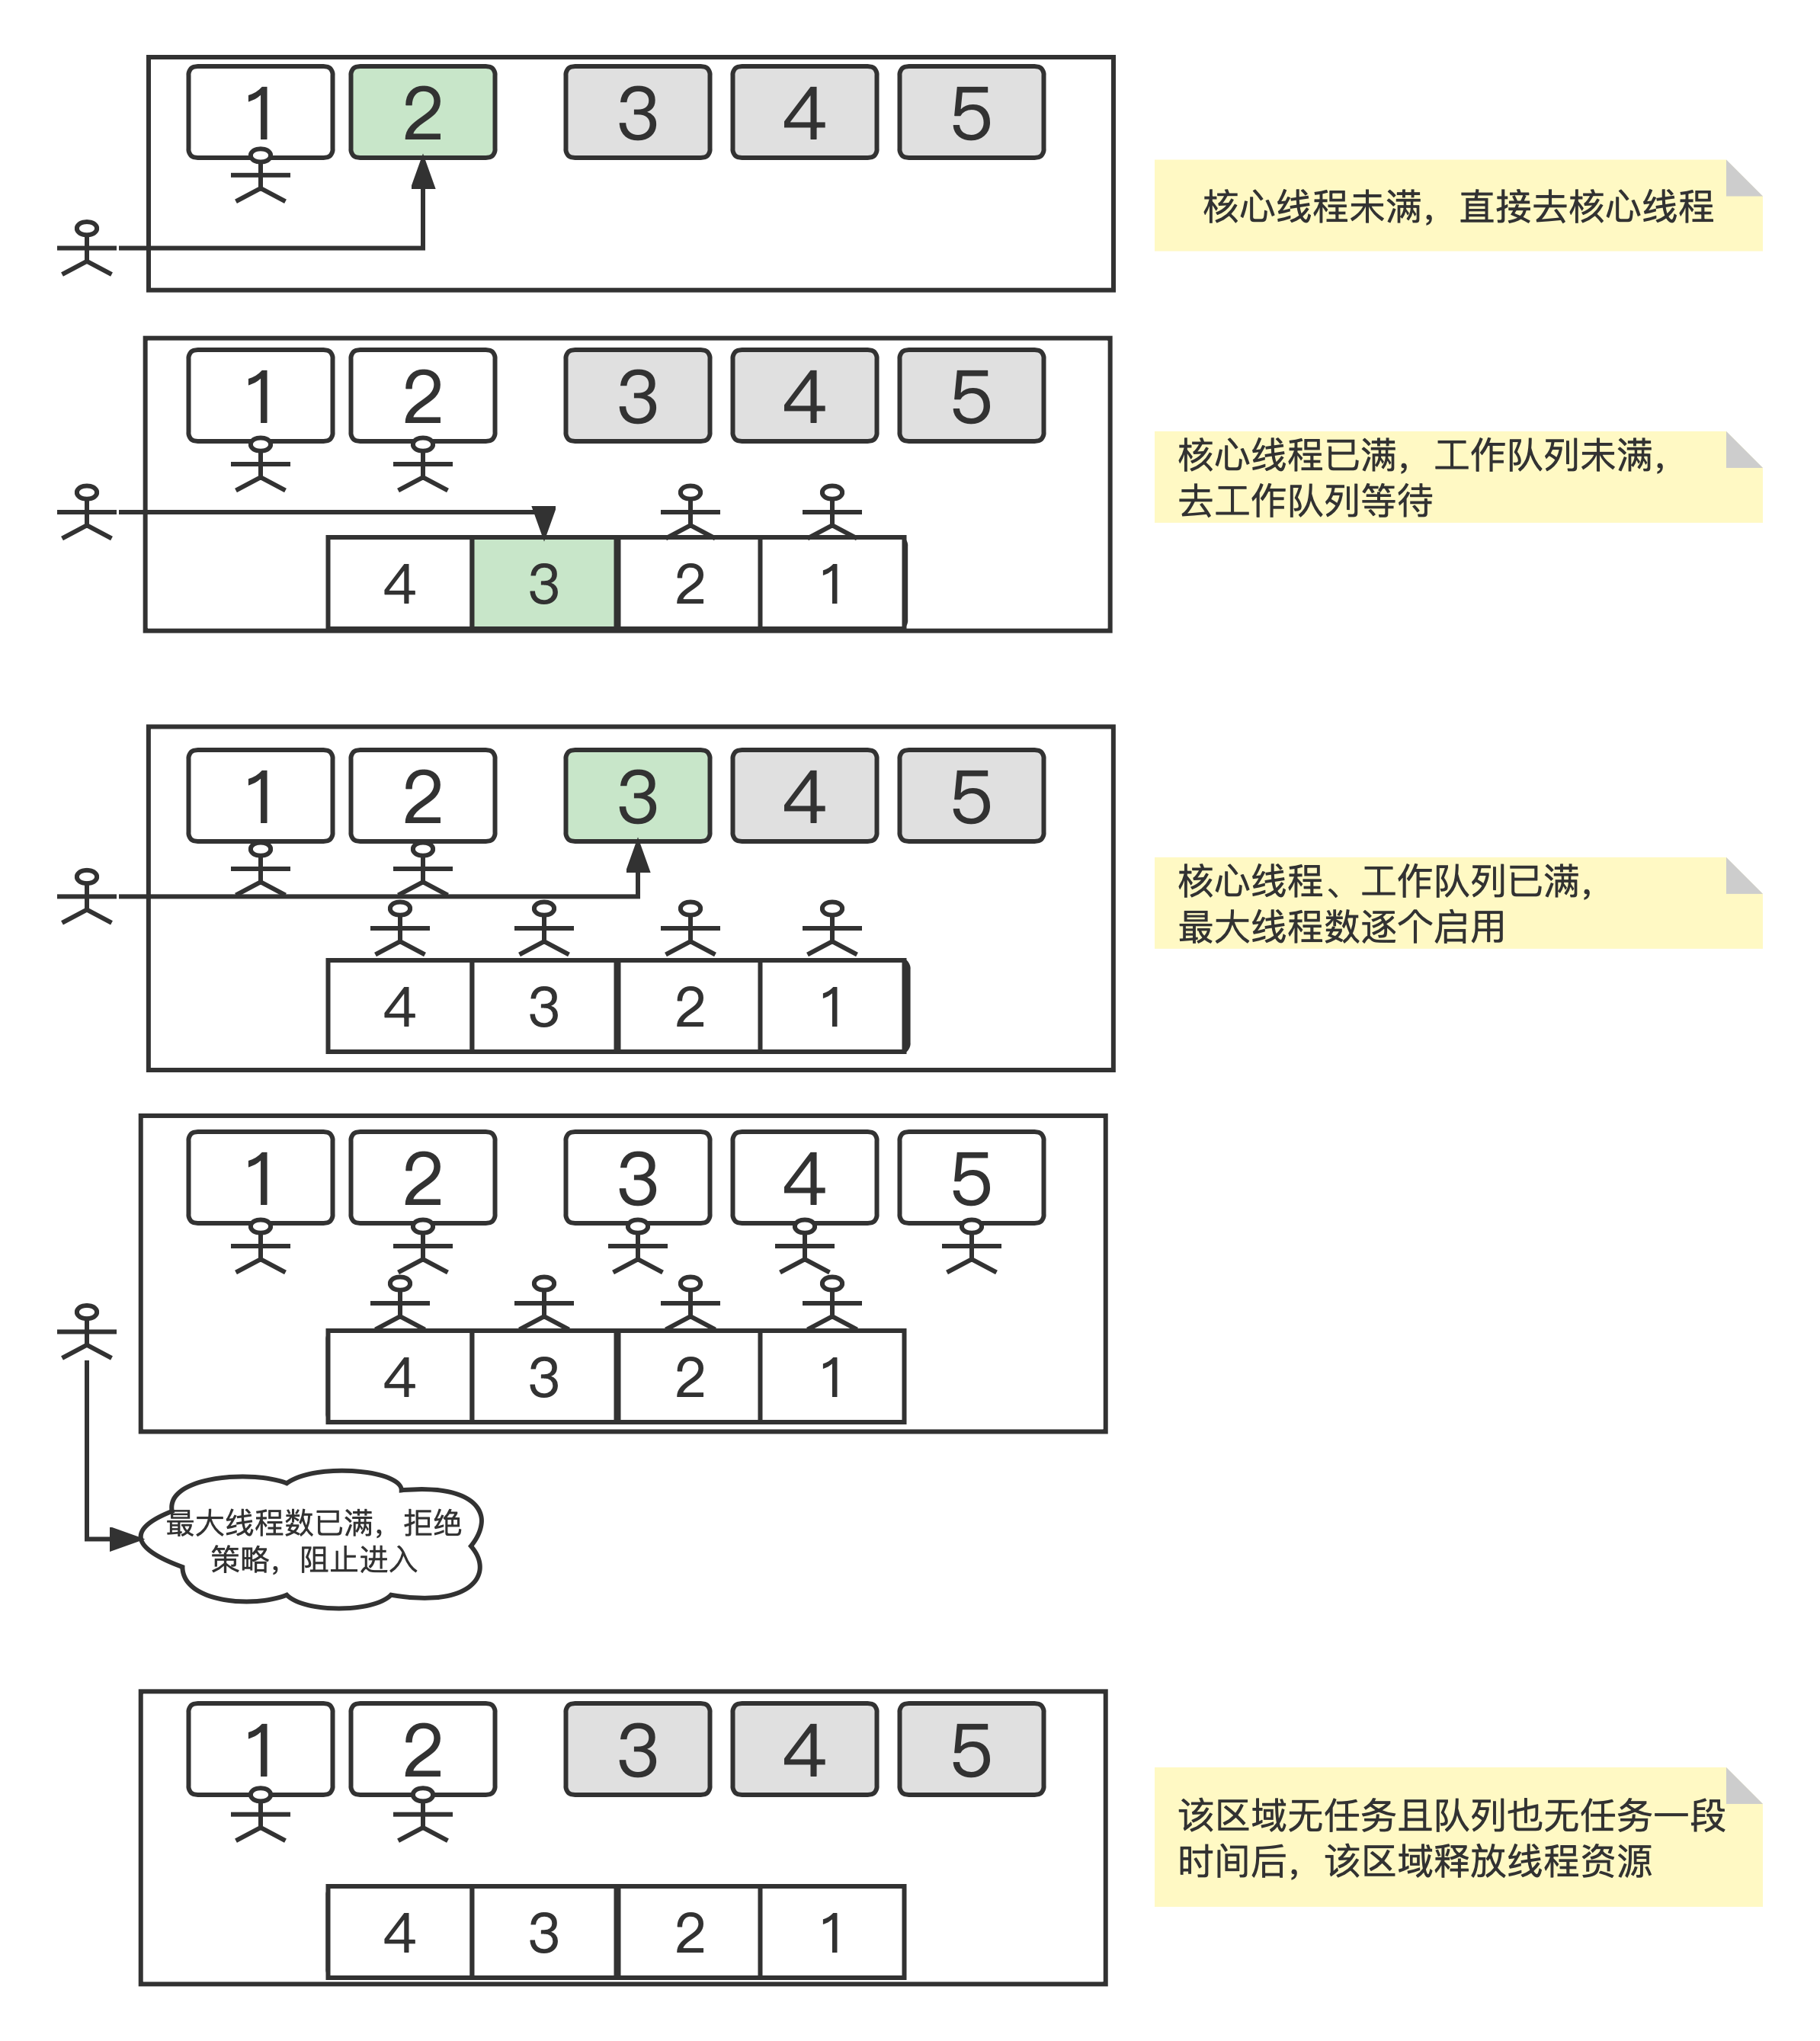 1 2 3 4 5
核心线程未满，直接去核心线程
1 2 3 4 5
4 3 2 1
核心线程已满，工作队列未满，
去工作队列等待
1 2 3 4 5
4 3 2 1
核心线程、工作队列已满，
最大线程数逐个启用
1 2 3 4 5
4 3 2 1
最大线程数已满，拒绝
策略，阻止进入
1 2 3 4 5
4 3 2 1
该区域无任务且队列也无任务一段
时间后，该区域释放线程资源